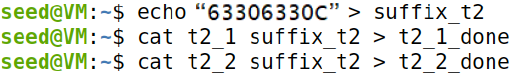 seed@VM:~$ echo “63306330C” > suffix_t2
seed@VM:~$ cat t2_1 suffix_t2 > t2_1_done
seed@VM:~$ cat t2_2 suffix_t2 > t2_2_done